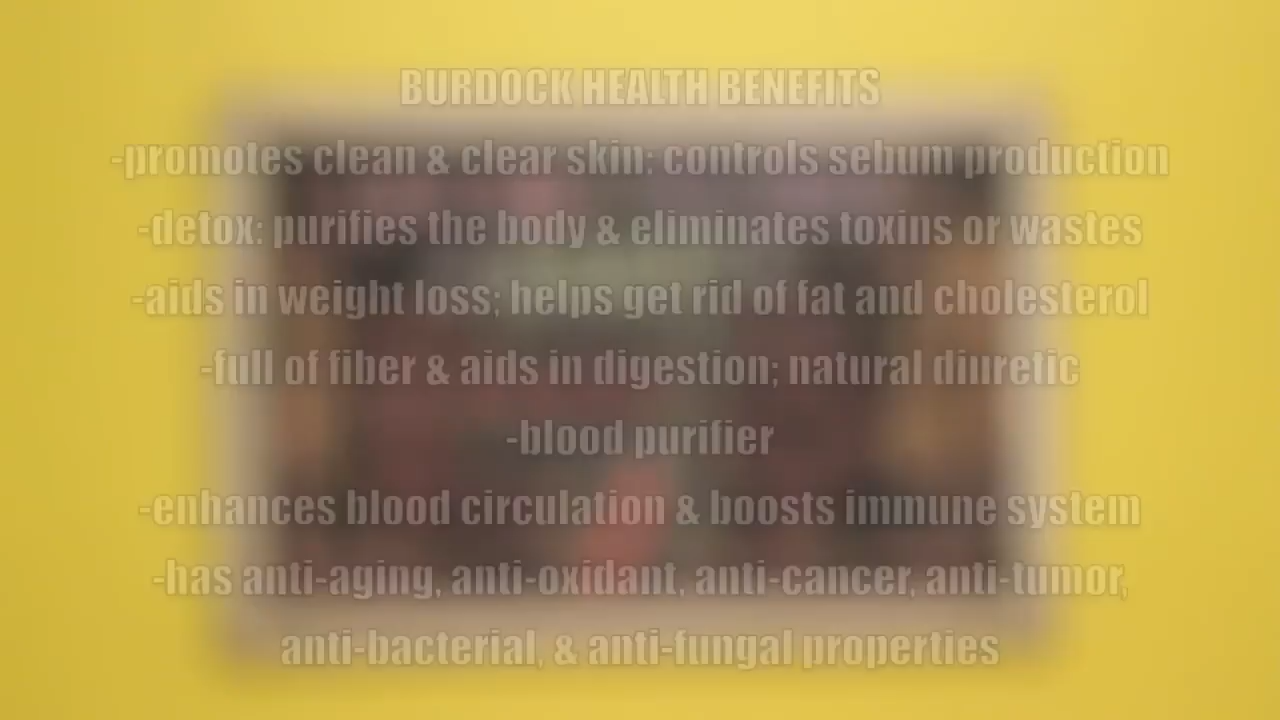 BURDOCK HEALTH BENEFITS
-promotes clean & clear skin: controls sebum production
-detox: purifies the body & eliminates toxins or wastes
-aids in weight loss; helps get rid of fat and cholesterol
-full of fiber & aids in digestion; natural diuretic
-blood purifier
-enhances blood circulation & boosts immune system
-has anti-aging, anti-oxidant, anti-cancer, anti-tumor,
anti-bacterial, & anti-fungal properties